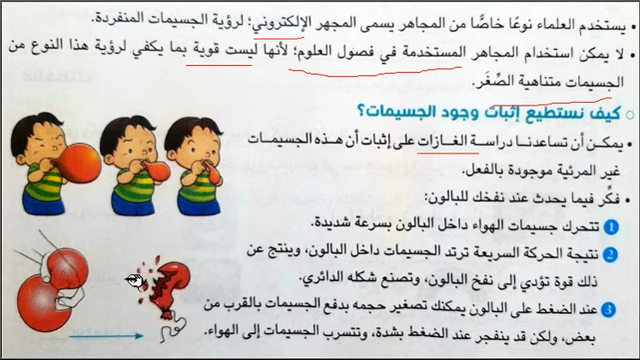 • يستخدم العلماء نوعًا خاصًّا من المجاهر يسمى المجهر الإلكتروني؛ لرؤية الجسيمات المنفردة.
• لا يمكن استخدام المجاهر المستخدمة في فصول العلوم؛ لأنها ليست قوية بما يكفي لرؤية هذا النوع من
الجسيمات متناهية الصِّغَر.
○ كيف نستطيع إثبات وجود الجسيمات؟
• يمكن أن تساعدنا دراسة الغازات على إثبات أن هذه الجسيمات
غير المرئية موجودة بالفعل.
• فكِّر فيما يحدث عند نفخك للبالون:
1 تتحرك جسيمات الهواء داخل البالون بسرعة شديدة.
2 نتيجة الحركة السريعة ترتد الجسيمات داخل البالون، وينتج عن
ذلك قوة تؤدي إلى نفخ البالون، وتصنع شكله الدائري.
3 عند الضغط على البالون يمكنك تصغير حجمه بدفع الجسيمات بالقرب من
بعض، ولكن قد ينفجر عند الضغط بشدة، وتتسرب الجسيمات إلى الهواء.